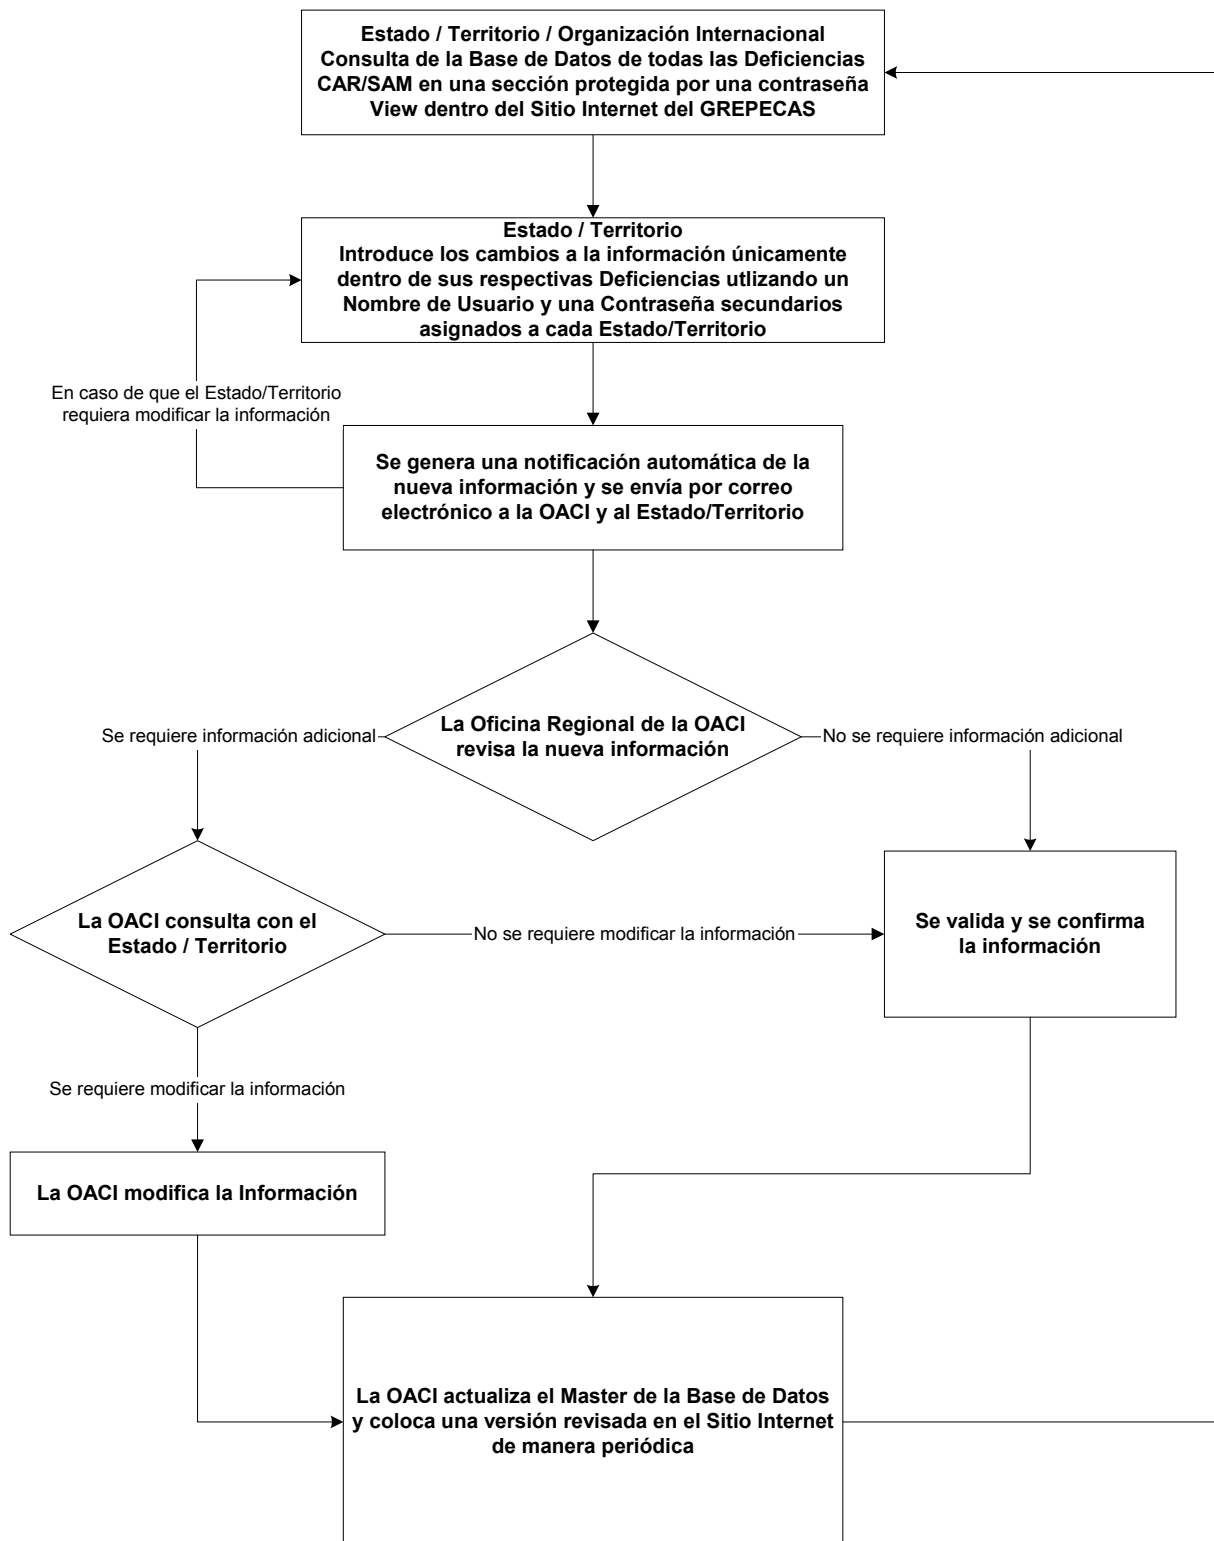 Estado / Territorio / Organización Internacional
Consulta de la Base de Datos de todas las Deficiencias
CAR/SAM en una sección protegida por una contraseña
View dentro del Sitio Internet del GREPECAS
Estado / Territorio
Introduce los cambios a la información únicamente
dentro de sus respectivas Deficiencias utlizando un
Nombre de Usuario y una Contraseña secundarios
asignados a cada Estado/Territorio
En caso de que el Estado/Territorio
requiera modificar la información
Se genera una notificación automática de la
nueva información y se envía por correo
electrónico a la OACI y al Estado/Territorio
La Oficina Regional de la OACI
revisa la nueva información
Se requiere información adicional
No se requiere información adicional
La OACI consulta con el
Estado / Territorio
No se requiere modificar la información
Se valida y se confirma
la información
Se requiere modificar la información
La OACI modifica la Información
La OACI actualiza el Master de la Base de Datos
y coloca una versión revisada en el Sitio Internet
de manera periódica